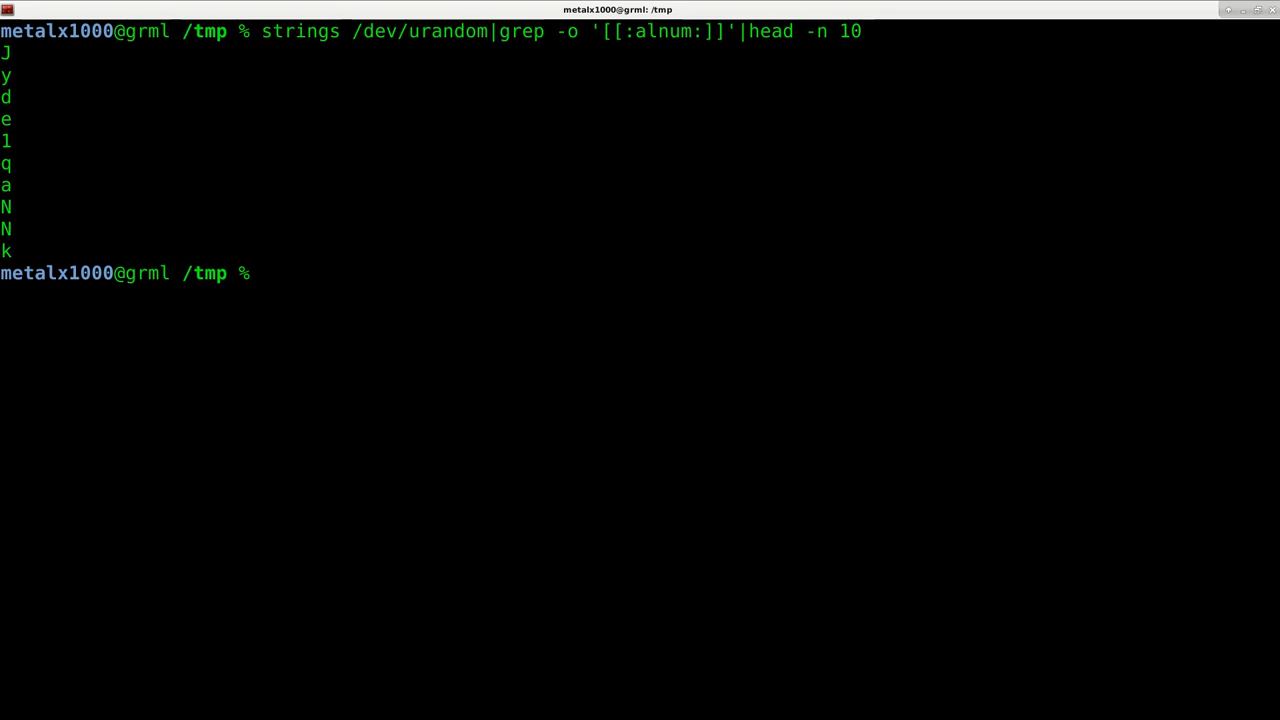 metalx1000@grml: /tmp
metalx1000@grml /tmp % strings /dev/urandom|grep -o '[[:alnum:]]'|head -n 10
J
y
d
e
1
q
a
N
N
k
metalx1000@grml /tmp %